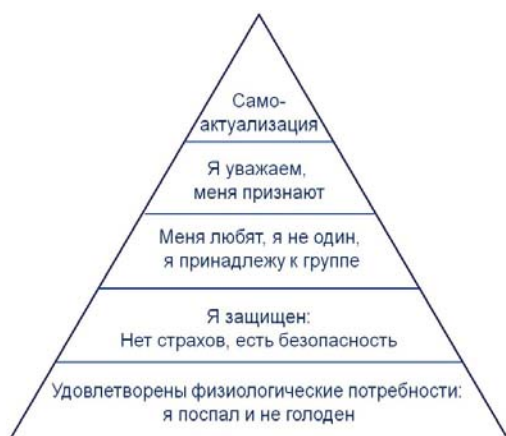 Само-
актуализация
Я уважаем,
меня признают
Меня любят, я не один,
я принадлежу к группе
Я защищен:
Нет страхов, есть безопасность
Удовлетворены физиологические потребности:
я поспал и не голоден